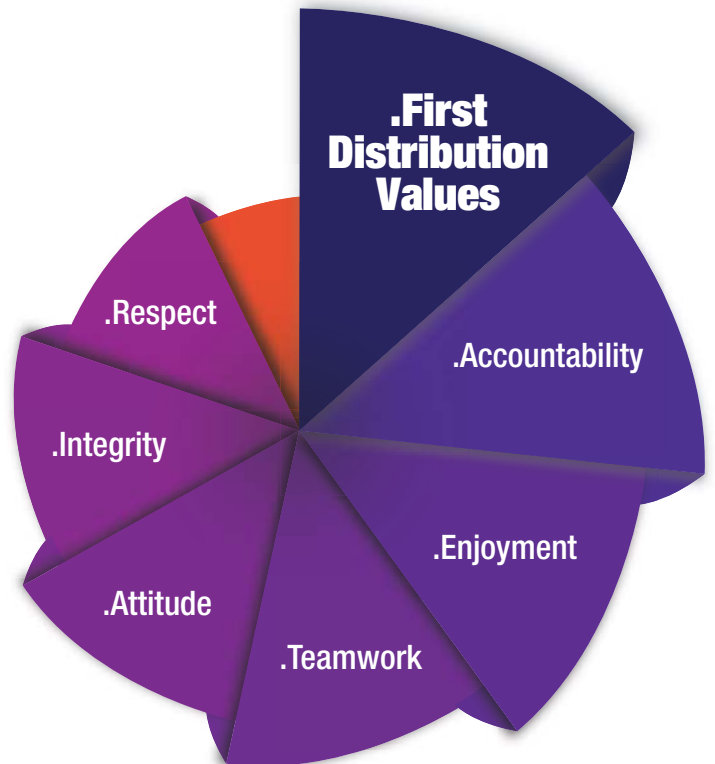 .First
Distribution
Values
.Accountability
.Enjoyment
.Teamwork
.Attitude
.Integrity
.Respect